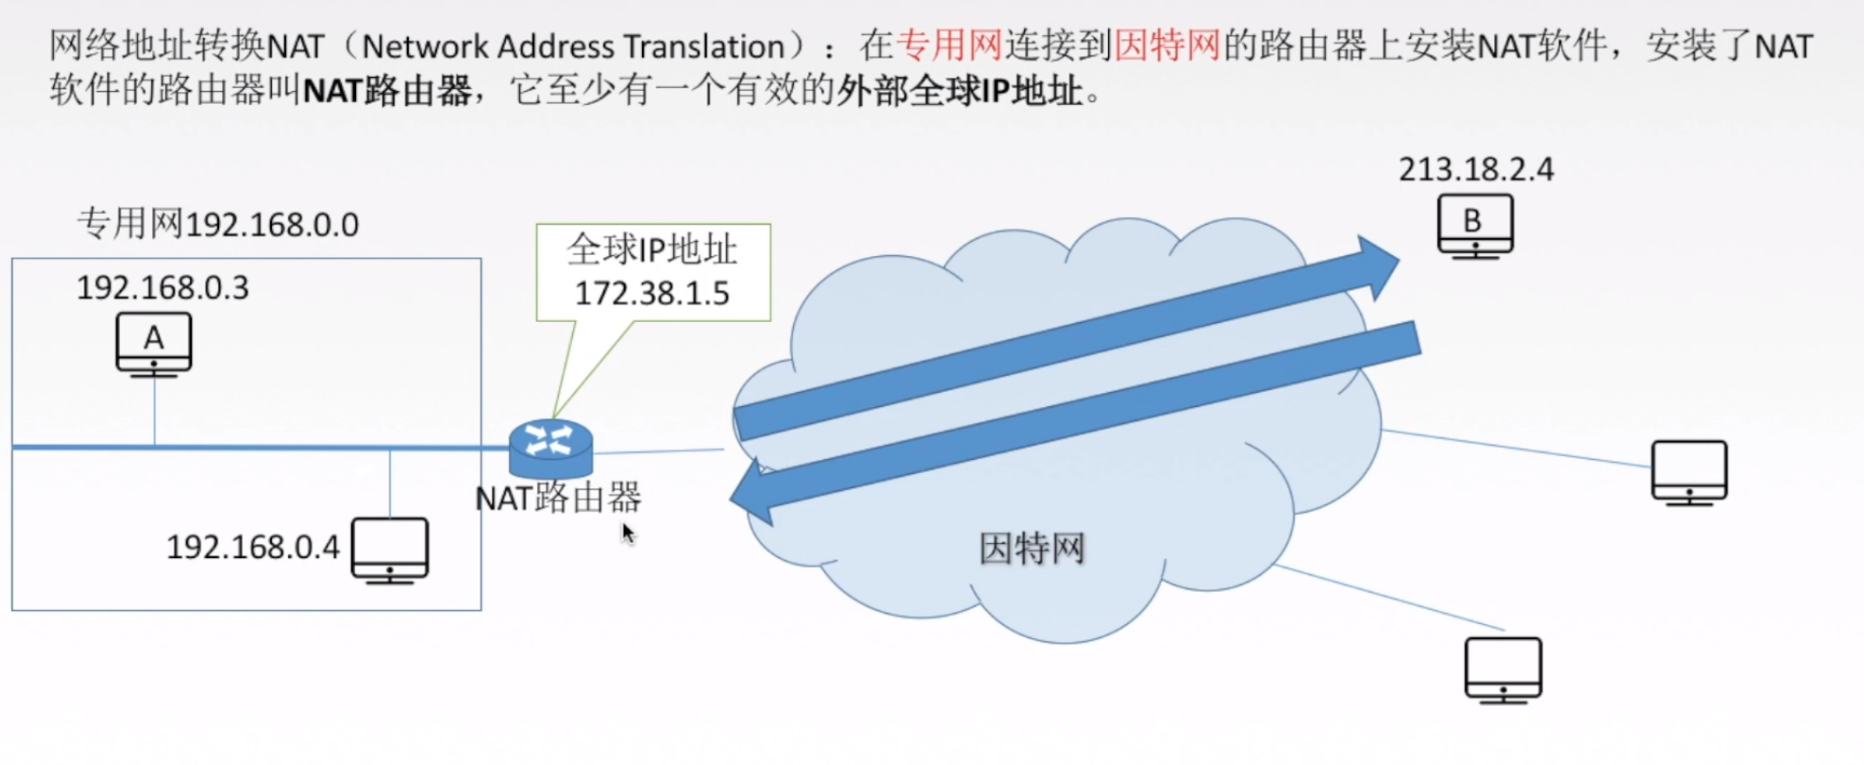 网络地址转换NAT（Network Address Translation）：在专用网连接到因特网的路由器上安装NAT软件，安装了NAT
软件的路由器叫NAT路由器，它至少有一个有效的外部全球IP地址。
213.18.2.4
B
专用网192.168.0.0
全球IP地址
172.38.1.5
192.168.0.3
A
NAT路由器
192.168.0.4
因特网